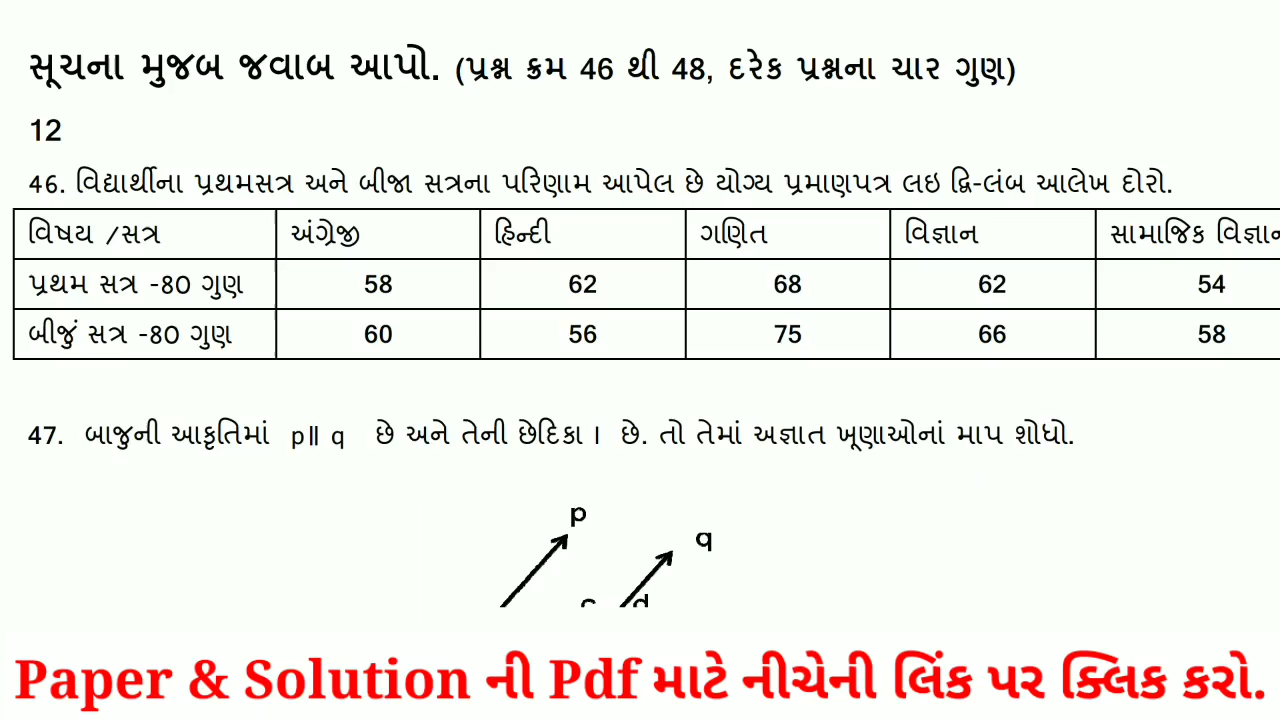 સૂચના મુજબ જવાબ આપો. (પ્રશ્ન ક્રમ 46 થી 48, દરેક પ્રશ્નના ચાર ગુણ)
12
46. વિદ્યાર્થીના પ્રથમસત્ર અને બીજા સત્રના પરિણામ આપેલ છે યોગ્ય પ્રમાણપત્ર લઇ દ્વિ-લંબ આલેખ દોરો.
વિષય /સત્ર અંગ્રેજી હિન્દી ગણિત વિજ્ઞાન સામાજિક
પ્રથમ સત્ર -80 ગુણ 58 62 68 62 54
બીજું સત્ર -80 ગુણ 60 56 75 66 58
47. બાજુની આકૃતિમાં p॥ q છે અને તેની છેદિકા l છે. તો તેમાં અજ્ઞાત ખૂણાઓનાં માપ શોધો.
p
q
Paper & Solution ની Pdf માટે નીચેની લિંક પર ક્લિક કરો.